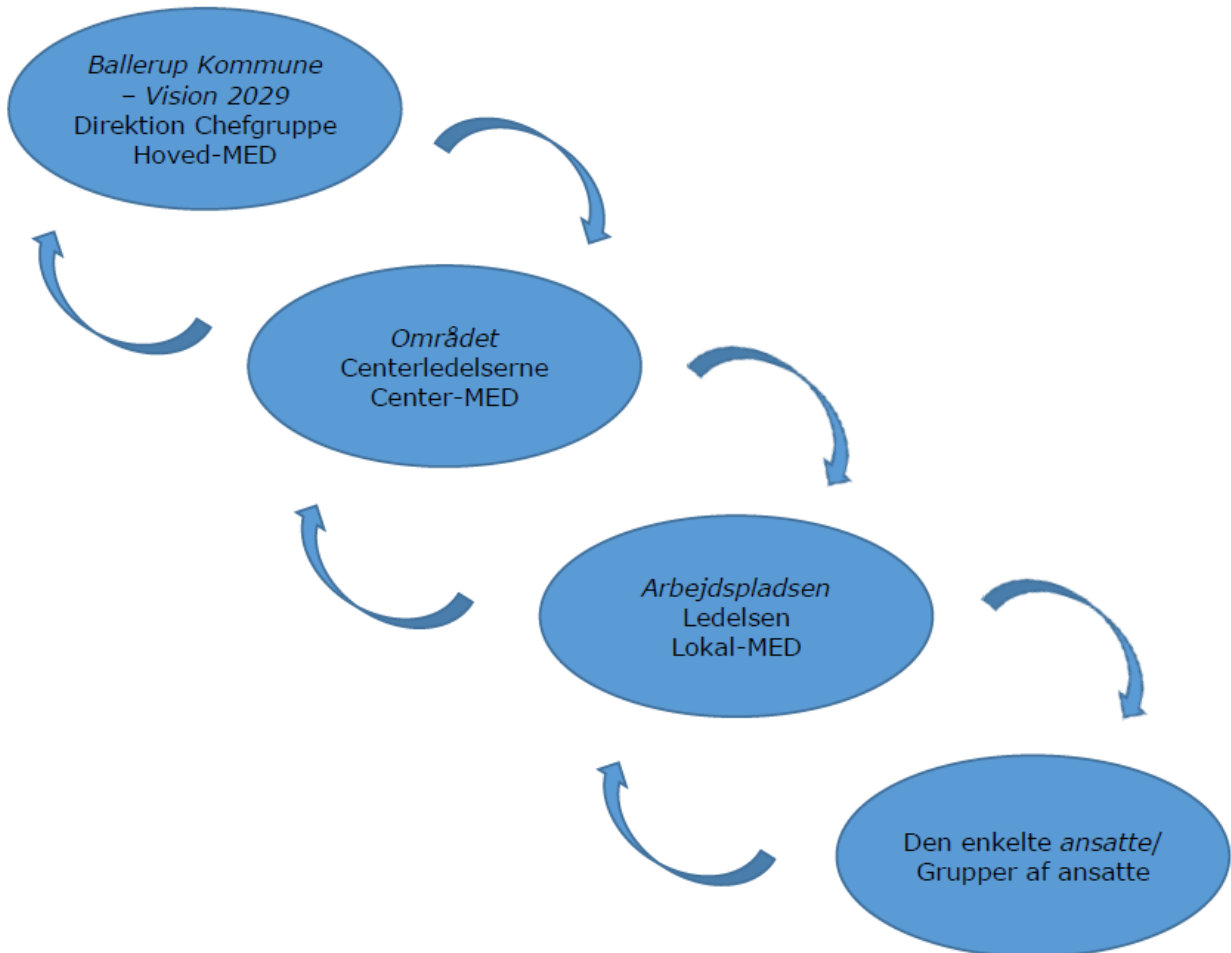 Ballerup Kommune
– Vision 2029
Direktion Chefgruppe
Hoved-MED
Området
Centerledelserne
Center-MED
Arbejdspladsen
Ledelsen
Lokal-MED
Den enkelte ansatte/
Grupper af ansatte